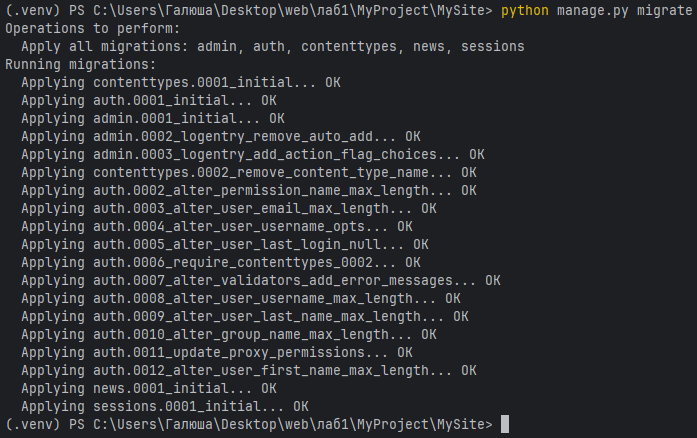 (.venv) PS C:\Users\Галюша\Desktop\web\лаб1\MyProject\MySite> python manage.py migrate
Operations to perform:
  Apply all migrations: admin, auth, contenttypes, news, sessions
Running migrations:
  Applying contenttypes.0001_initial... OK
  Applying auth.0001_initial... OK
  Applying admin.0001_initial... OK
  Applying admin.0002_logentry_remove_auto_add... OK
  Applying admin.0003_logentry_add_action_flag_choices... OK
  Applying contenttypes.0002_remove_content_type_name... OK
  Applying auth.0002_alter_permission_name_max_length... OK
  Applying auth.0003_alter_user_email_max_length... OK
  Applying auth.0004_alter_user_username_opts... OK
  Applying auth.0005_alter_user_last_login_null... OK
  Applying auth.0006_require_contenttypes_0002... OK
  Applying auth.0007_alter_validators_add_error_messages... OK
  Applying auth.0008_alter_user_username_max_length... OK
  Applying auth.0009_alter_user_last_name_max_length... OK
  Applying auth.0010_alter_group_name_max_length... OK
  Applying auth.0011_update_proxy_permissions... OK
  Applying auth.0012_alter_user_first_name_max_length... OK
  Applying news.0001_initial... OK
  Applying sessions.0001_initial... OK
(.venv) PS C:\Users\Галюша\Desktop\web\лаб1\MyProject\MySite>